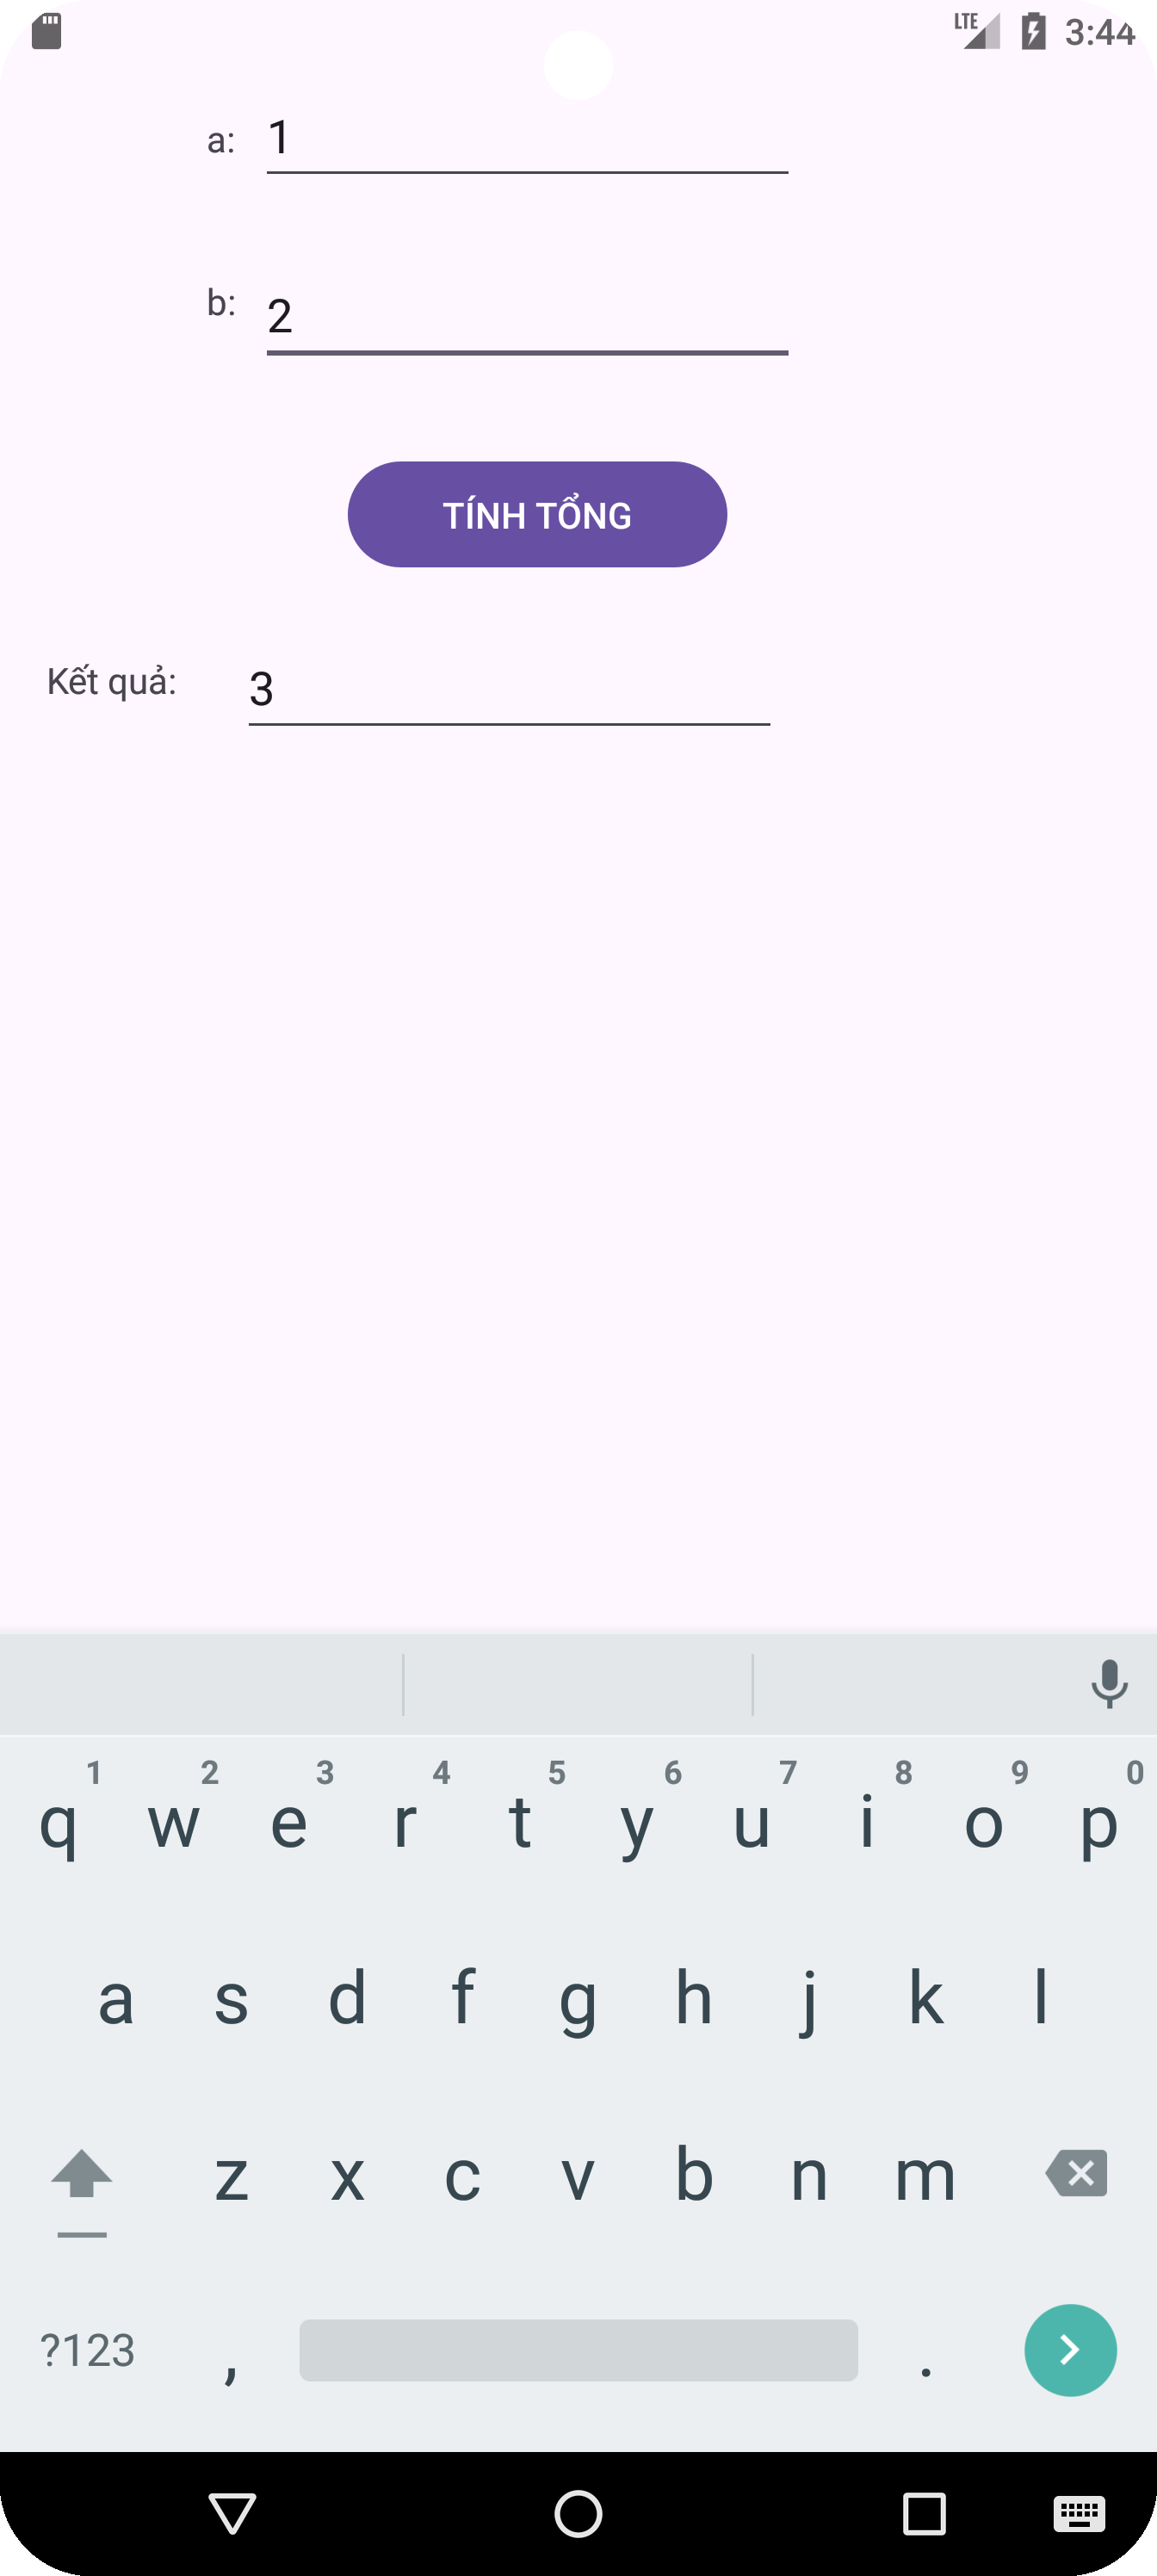 LTE 3:44
a: 1
b: 2
TÍNH TỔNG
Kết quả: 3
1 2 3 4 5 6 7 8 9 0
q w e r t y u i o p
a s d f g h j k l
z x c v b n m
?123 , .